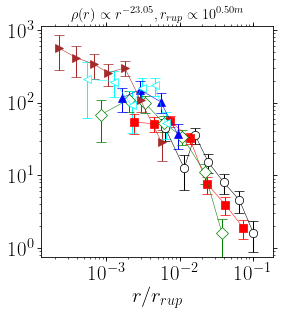 ρ(r) ∝ r^{-23.05}, r_{rup} ∝ 10^{0.50m}
10^3
10^2
10^1
10^0
10^{-3} 10^{-2} 10^{-1}
r/r_{rup}